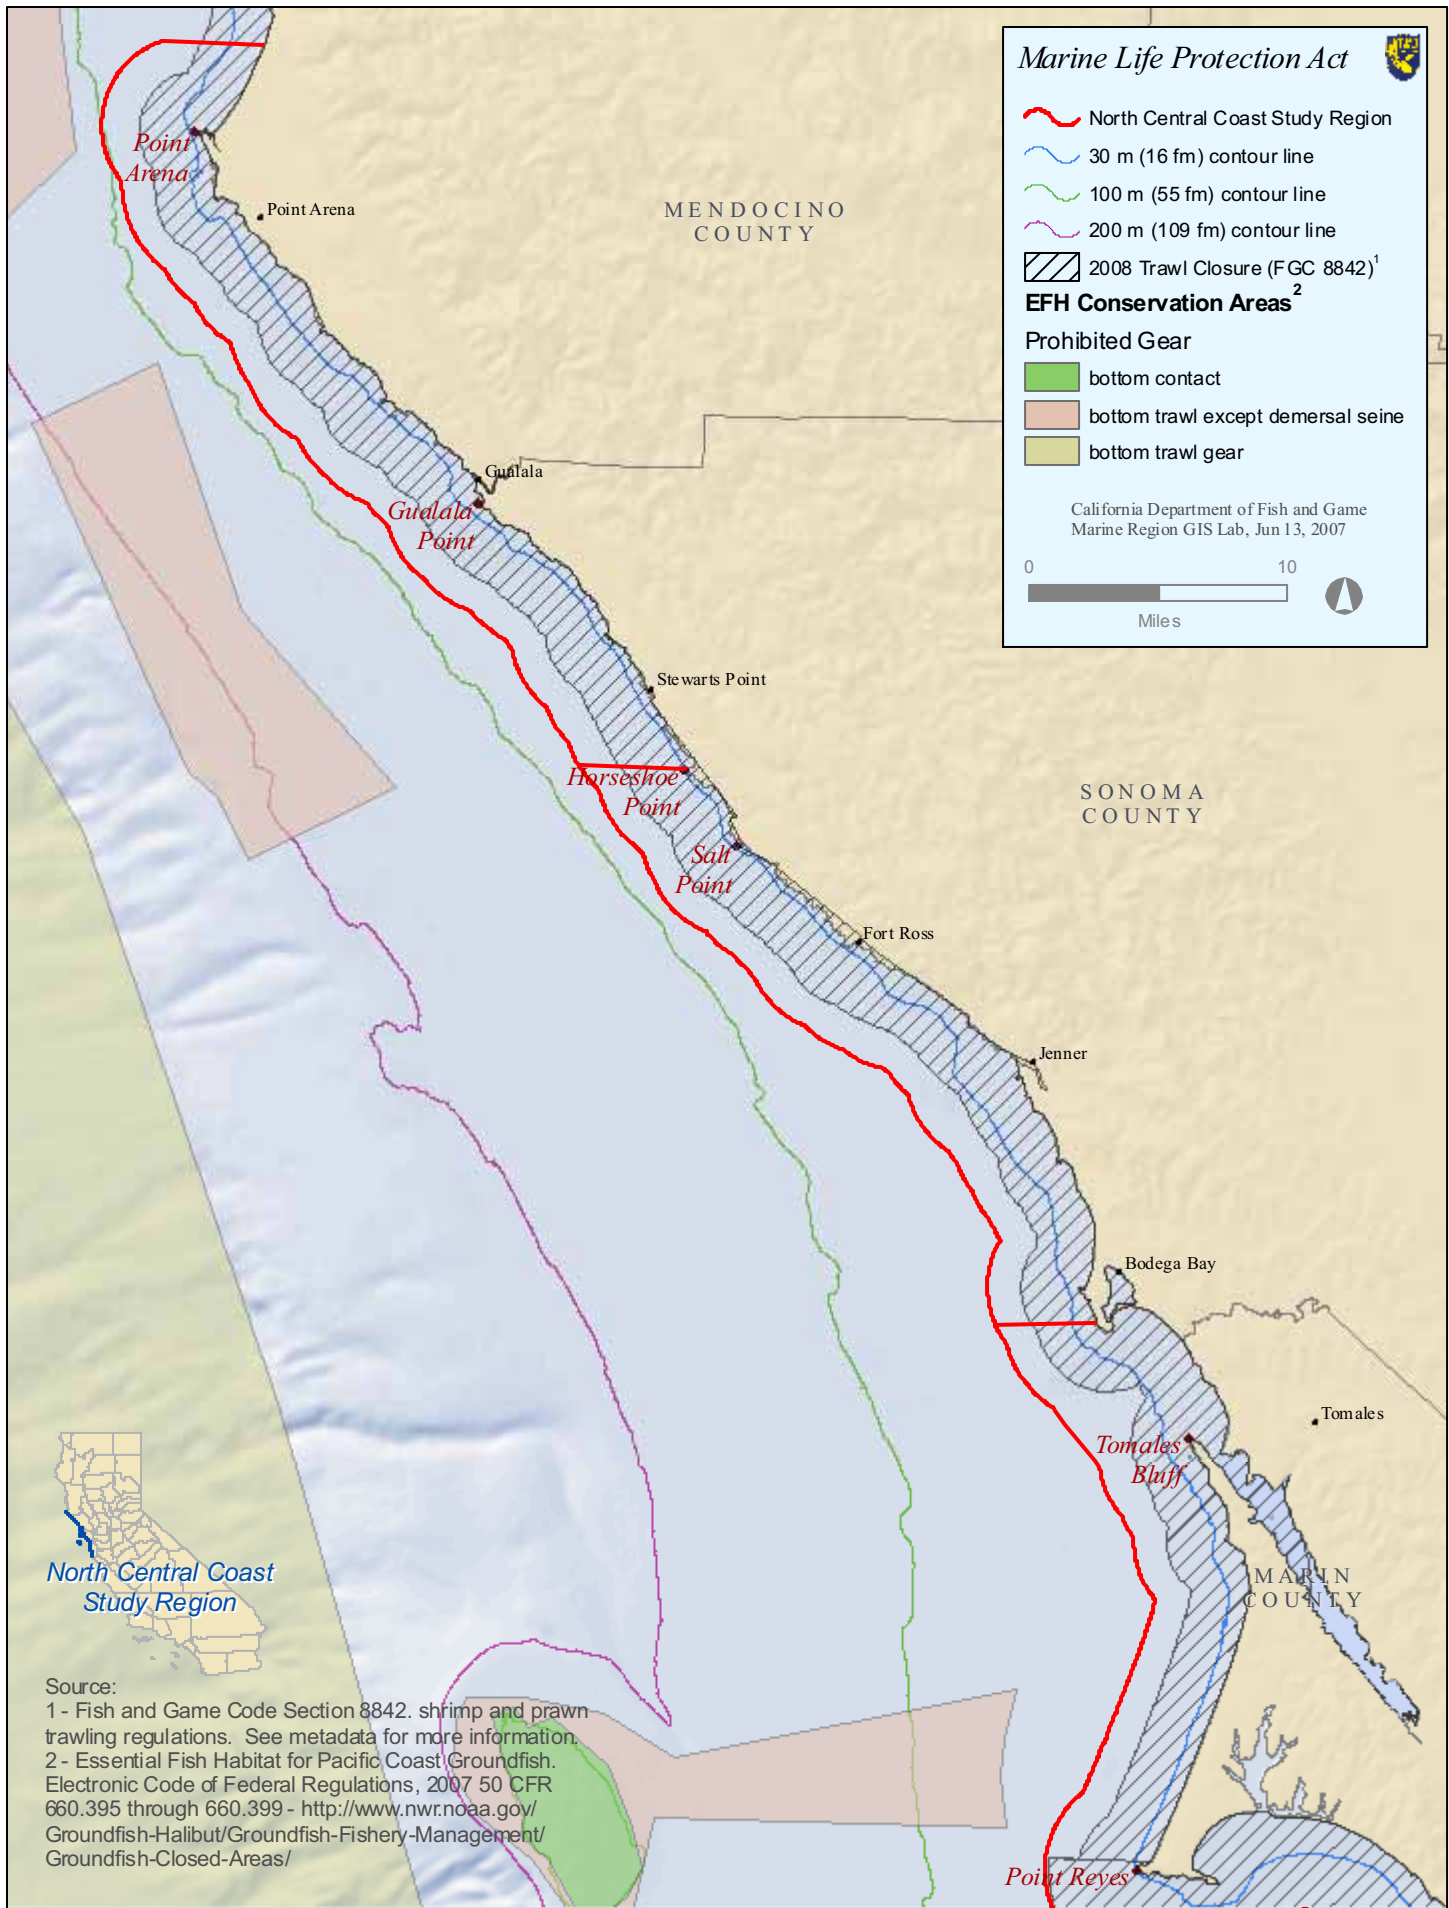 Marine Life Protection Act
North Central Coast Study Region
30 m (16 fm) contour line
100 m (55 fm) contour line
200 m (109 fm) contour line
2008 Trawl Closure (FGC 8842)1
EFH Conservation Areas2
Prohibited Gear
bottom contact
bottom trawl except demersal seine
bottom trawl gear
California Department of Fish and Game
Marine Region GIS Lab, Jun 13, 2007
0 10
Miles
Point
Arena
Point Arena
MENDOCINO
COUNTY
Gualala
Gualala
Point
Stewarts Point
Horseshoe
Point
SONOMA
COUNTY
Salt
Point
Fort Ross
Jenner
Bodega Bay
Tomales
Tomales
Bluff
MARIN
COUNTY
Point Reyes
North Central Coast
Study Region
Source:
1 - Fish and Game Code Section 8842. shrimp and prawn
trawling regulations. See metadata for more information.
2 - Essential Fish Habitat for Pacific Coast Groundfish.
Electronic Code of Federal Regulations, 2007 50 CFR
660.395 through 660.399 - http://www.nwr.noaa.gov/
Groundfish-Halibut/Groundfish-Fishery-Management/
Groundfish-Closed-Areas/